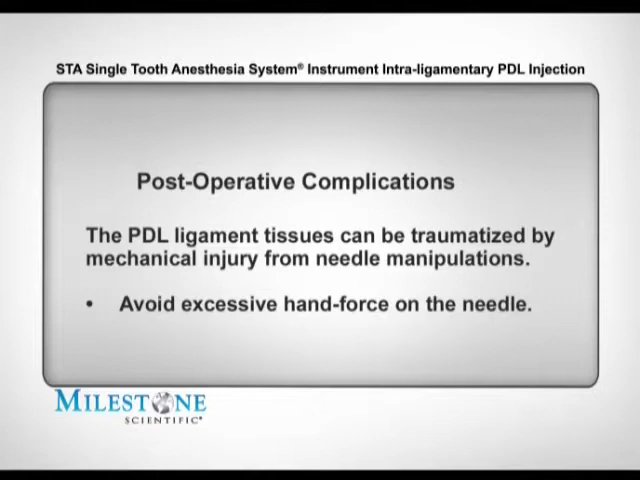 STA Single Tooth Anesthesia System® Instrument Intra-ligamentary PDL Injection
Post-Operative Complications
The PDL ligament tissues can be traumatized by
mechanical injury from needle manipulations.
• Avoid excessive hand-force on the needle.
MILESTONE
SCIENTIFIC®